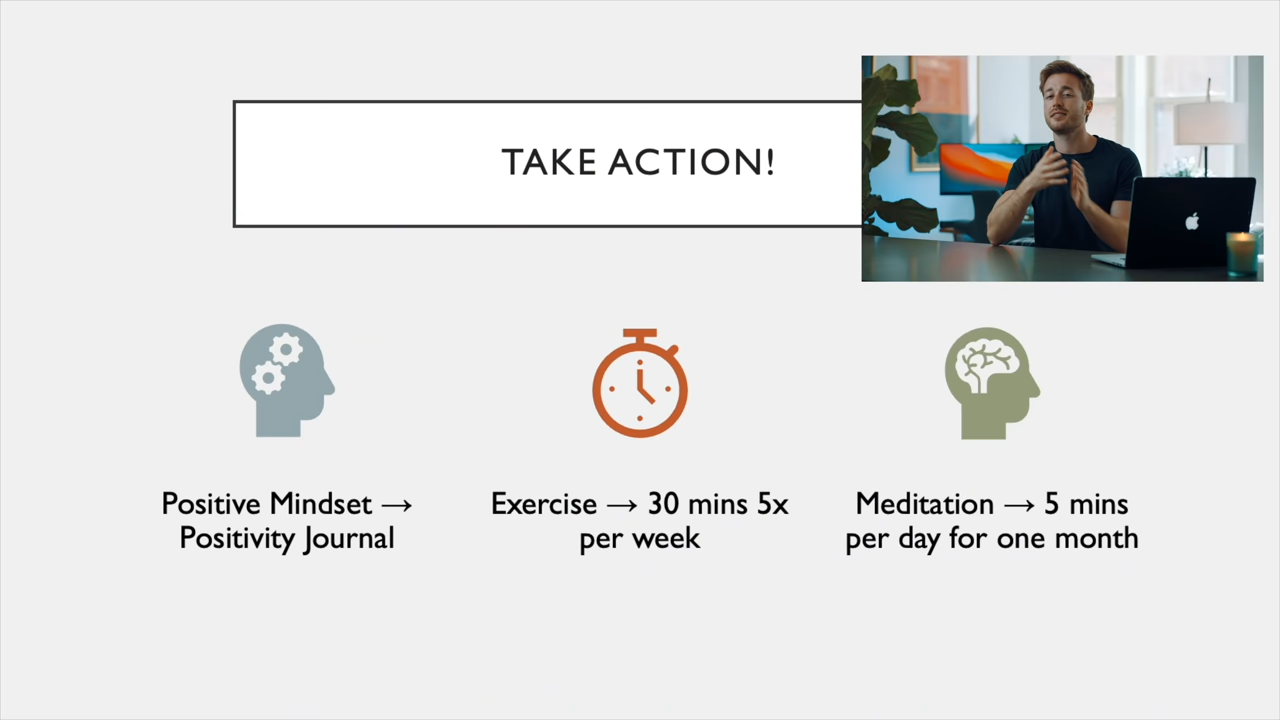 TAKE ACTION!
Positive Mindset →
Positivity Journal
Exercise → 30 mins 5x
per week
Meditation → 5 mins
per day for one month